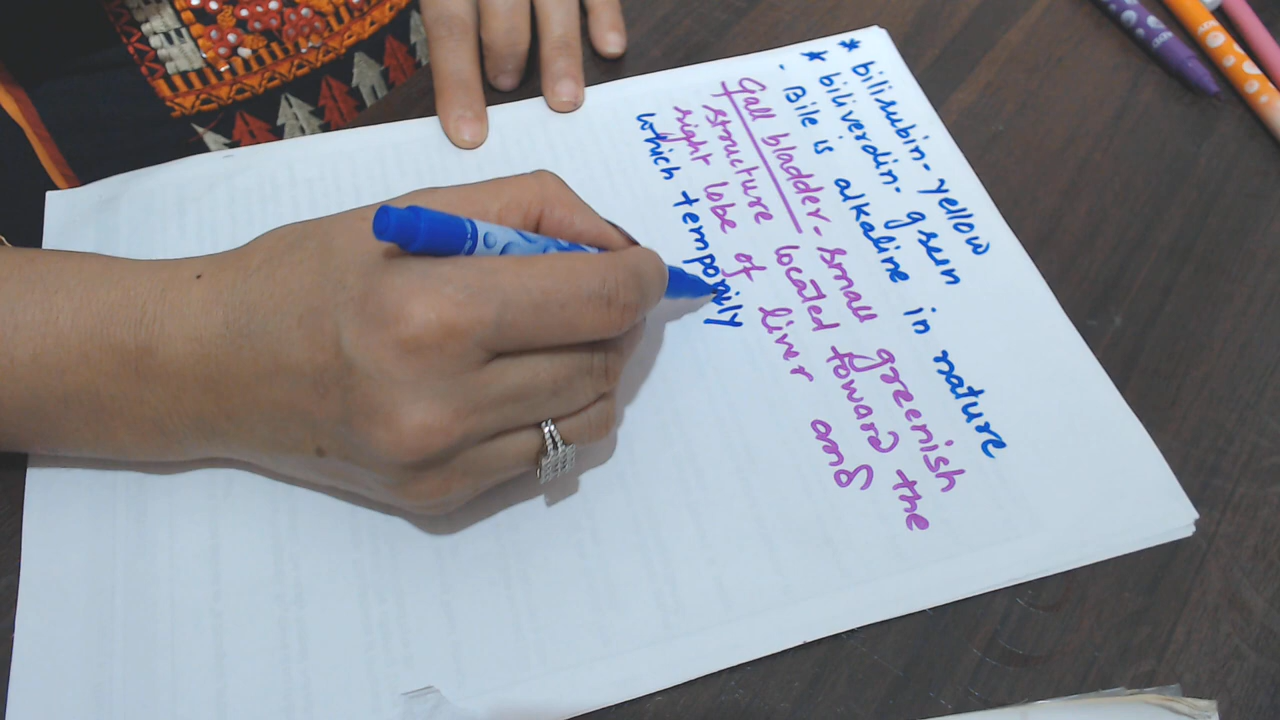 * bilirubin - yellow
* biliverdin - green
- Bile is alkaline in nature
Gall bladder - small greenish
structure located toward the
right lobe of liver and
which temporily